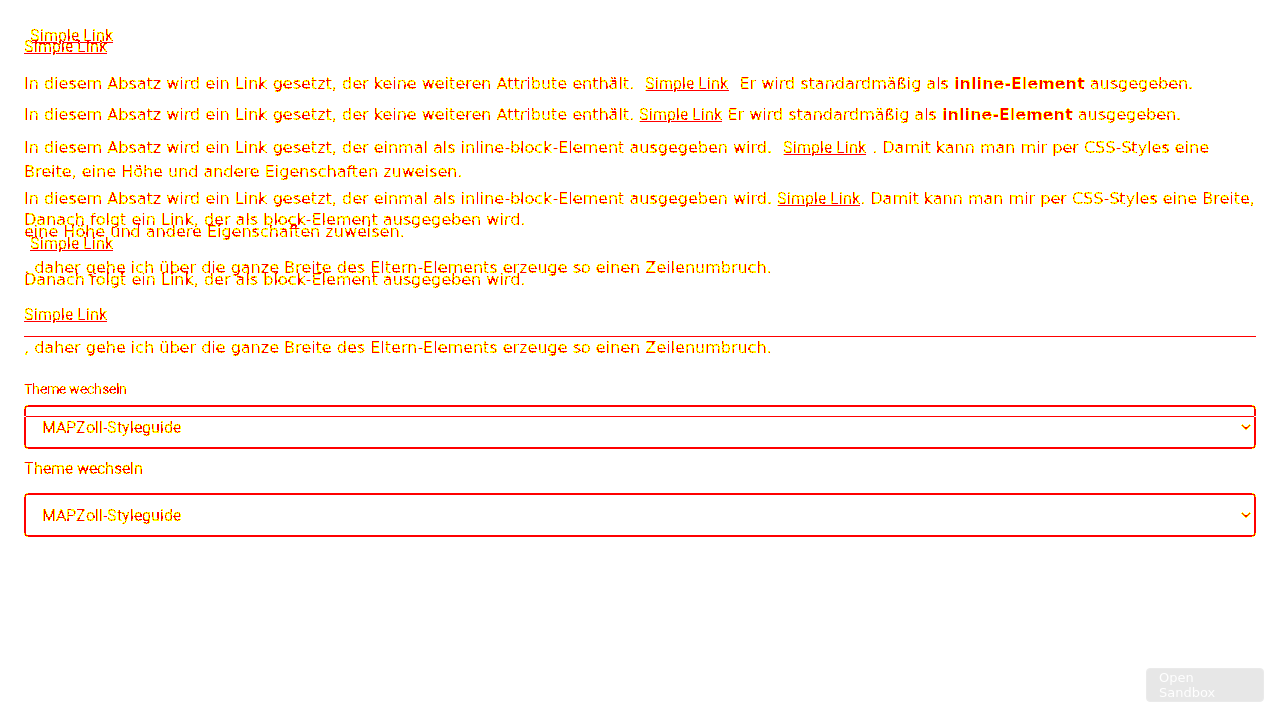 Simple Link
Simple Link
In diesem Absatz wird ein Link gesetzt, der keine weiteren Attribute enthält. Simple Link Er wird standardmäßig als inline-Element ausgegeben.
In diesem Absatz wird ein Link gesetzt, der keine weiteren Attribute enthält. Simple Link Er wird standardmäßig als inline-Element ausgegeben.
In diesem Absatz wird ein Link gesetzt, der einmal als inline-block-Element ausgegeben wird. Simple Link . Damit kann man mir per CSS-Styles eine
Breite, eine Höhe und andere Eigenschaften zuweisen.
In diesem Absatz wird ein Link gesetzt, der einmal als inline-block-Element ausgegeben wird. Simple Link. Damit kann man mir per CSS-Styles eine Breite,
Danach folgt ein Link, der als block-Element ausgegeben wird.
eine Höhe und andere Eigenschaften zuweisen.
Simple Link
, daher gehe ich über die ganze Breite des Eltern-Elements erzeuge so einen Zeilenumbruch.
Danach folgt ein Link, der als block-Element ausgegeben wird.
Simple Link
, daher gehe ich über die ganze Breite des Eltern-Elements erzeuge so einen Zeilenumbruch.
Theme wechseln
MAPZoll-Styleguide
Theme wechseln
MAPZoll-Styleguide
Open
Sandbox